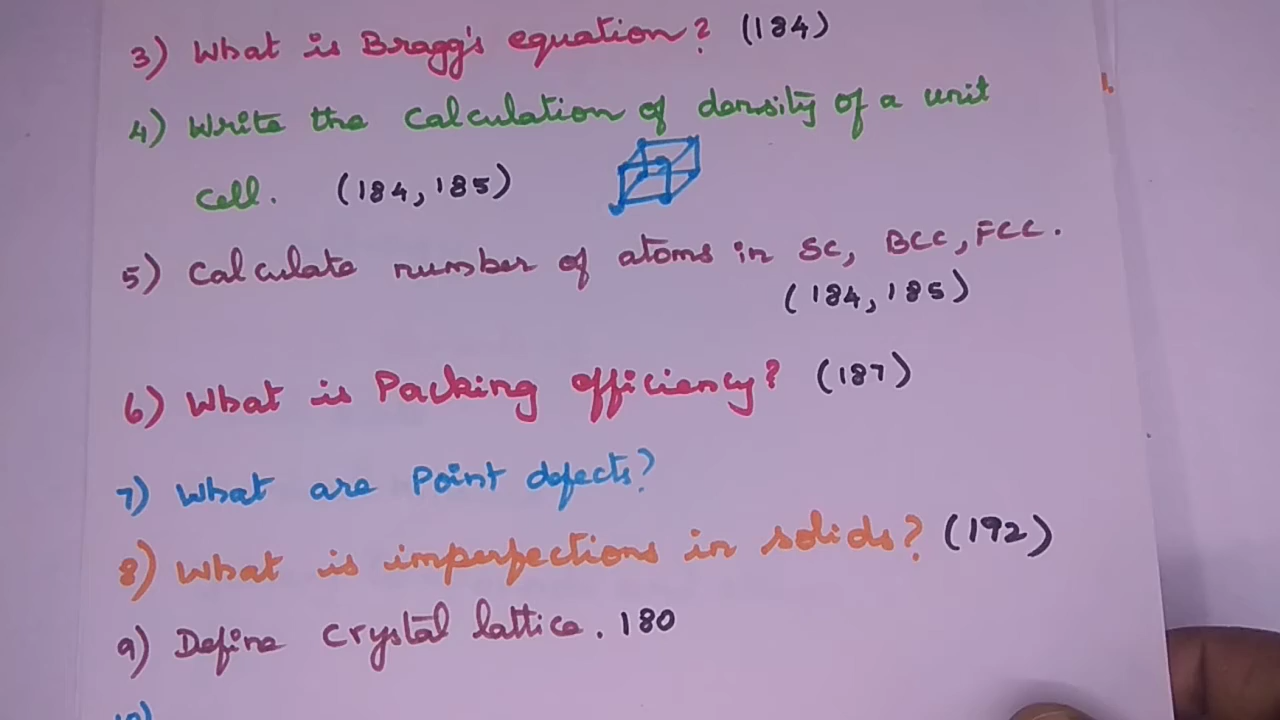 3) What is Bragg's equation? (184)
4) Write the calculation of density of a unit
cell. (184, 185)
5) Calculate number of atoms in SC, BCC, FCC.
(184, 185)
6) What is Packing efficiency? (187)
7) What are Point defects?
8) What is imperfections in solids? (192)
9) Define Crystal lattice. 180